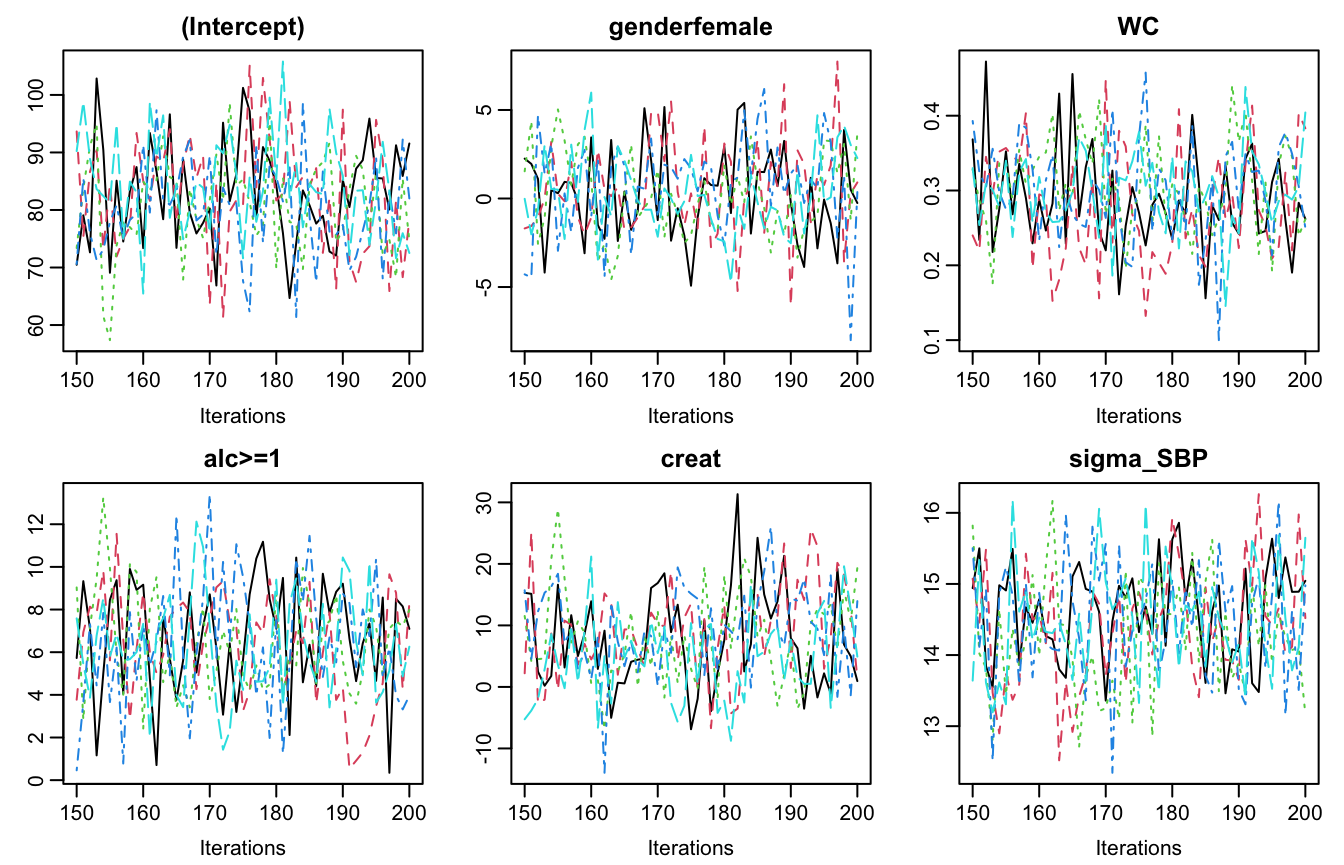 (Intercept)
60 70 80 90 100
150 160 170 180 190 200
Iterations
genderfemale
-5 0 5
150 160 170 180 190 200
Iterations
WC
0.1 0.2 0.3 0.4
150 160 170 180 190 200
Iterations
alc>=1
0 2 4 6 8 10 12
150 160 170 180 190 200
Iterations
creat
-10 0 10 20 30
150 160 170 180 190 200
Iterations
sigma_SBP
13 14 15 16
150 160 170 180 190 200
Iterations